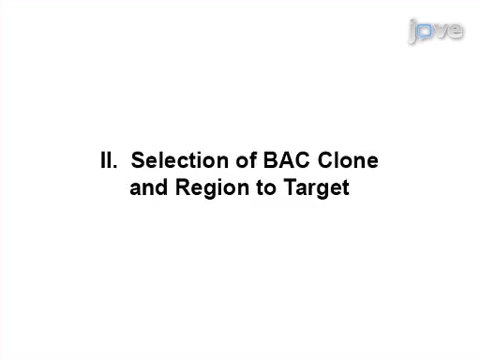 jove
II. Selection of BAC Clone
and Region to Target